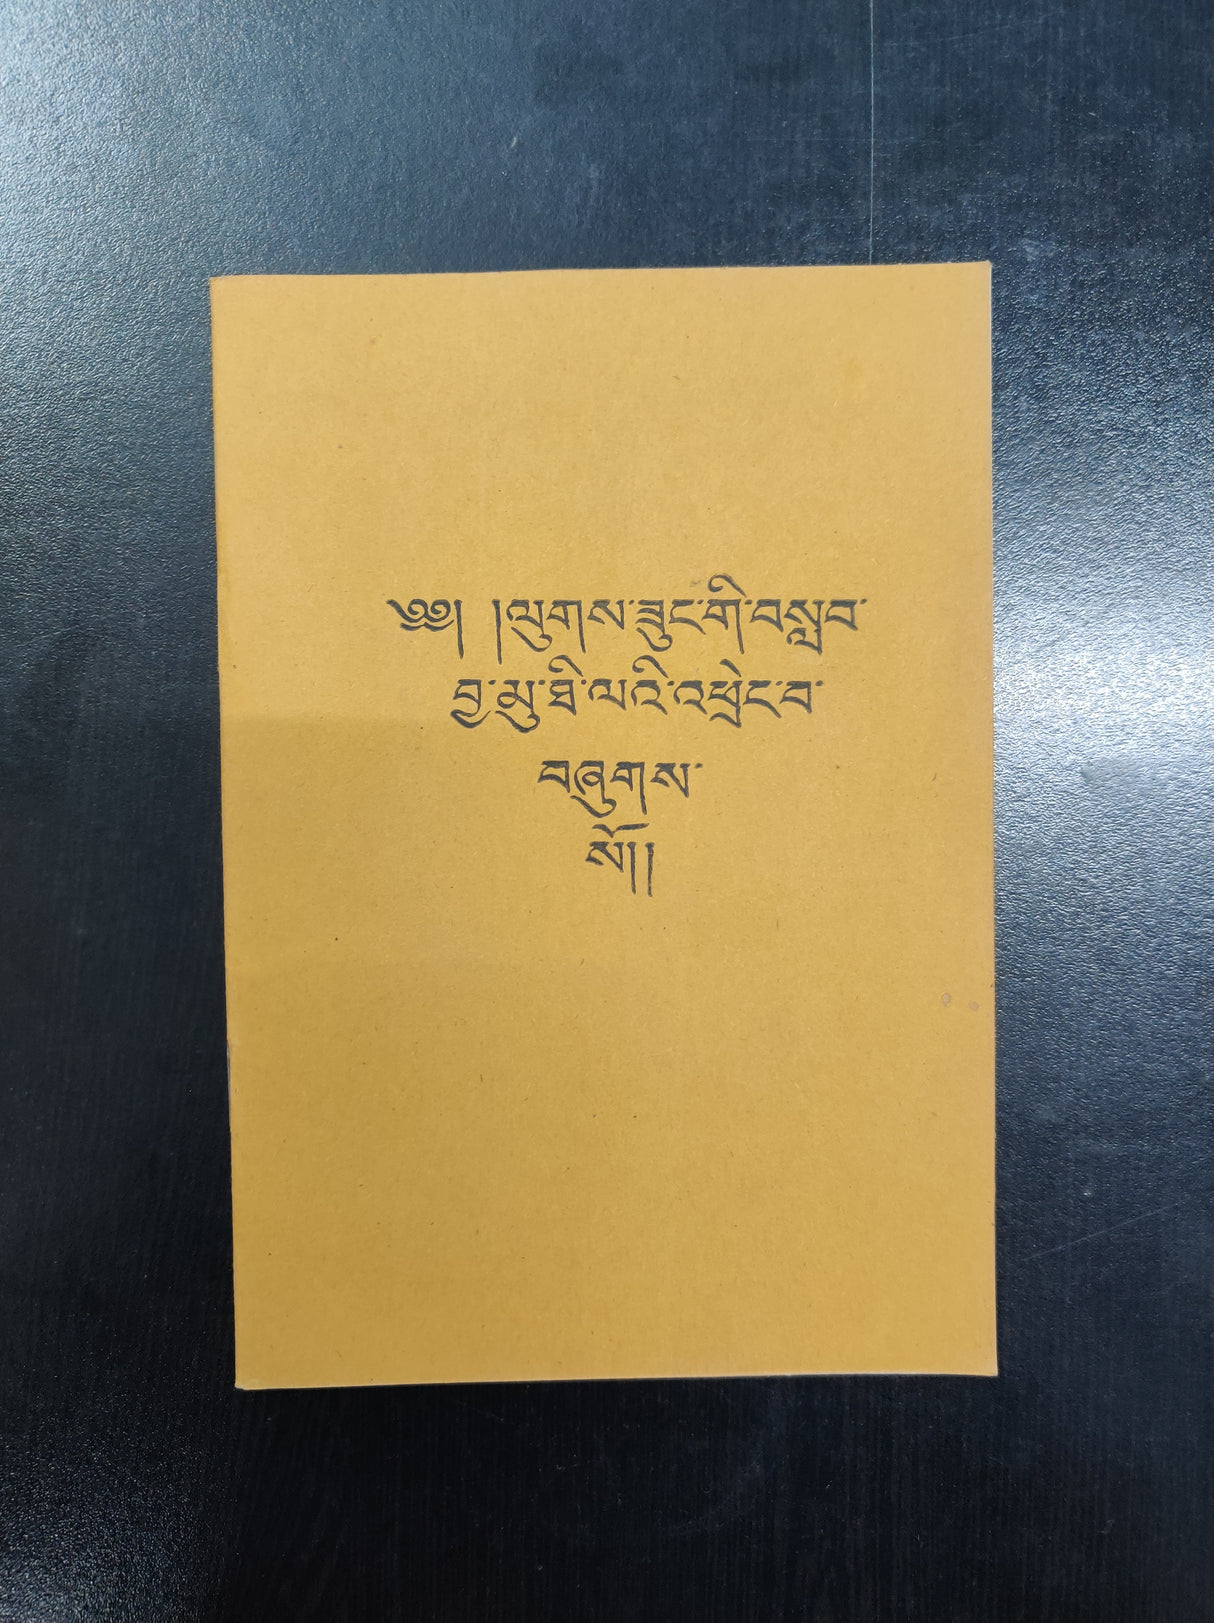 ༄༅། །ལུགས་ཟུང་གི་བསླབ་
བྱ་མུ་ཐི་ལའི་འཕྲེང་བ་
བཞུགས་
སོ།།